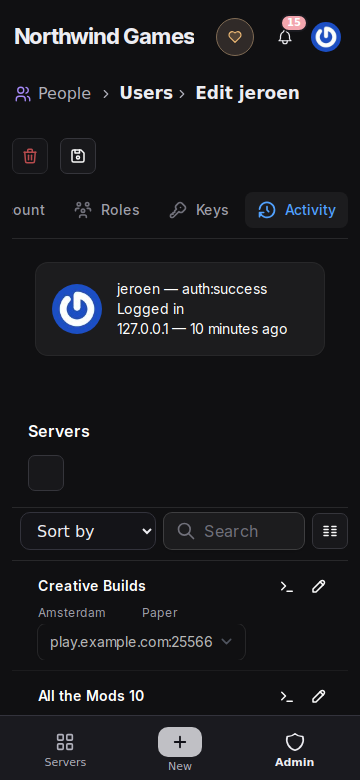 Northwind Games
15
People › Users › Edit jeroen
ount
Roles
Keys
Activity
jeroen — auth:success
Logged in
127.0.0.1 — 10 minutes ago
Servers
Sort by
Search
Creative Builds
Amsterdam
Paper
play.example.com:25566
All the Mods 10
Servers
New
Admin